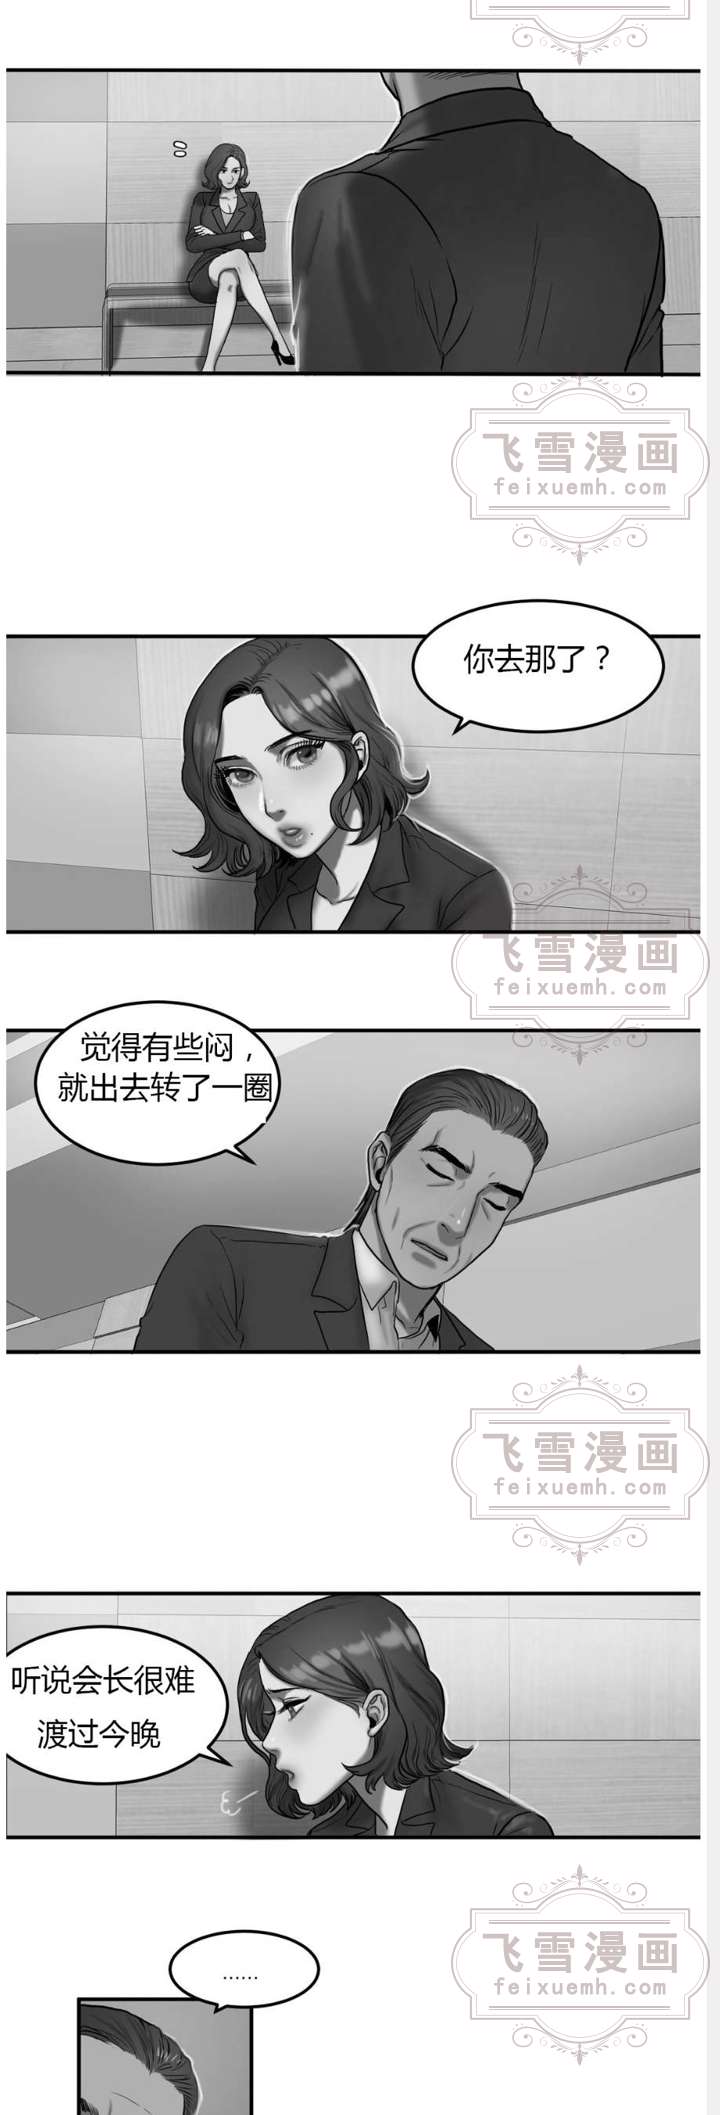 飞雪漫画
feixuemh.com
你去那了？
飞雪漫画
feixuemh.com
觉得有些闷，
就出去转了一圈
飞雪漫画
feixuemh.com
听说会长很难
渡过今晚
飞雪漫画
feixuemh.com
......